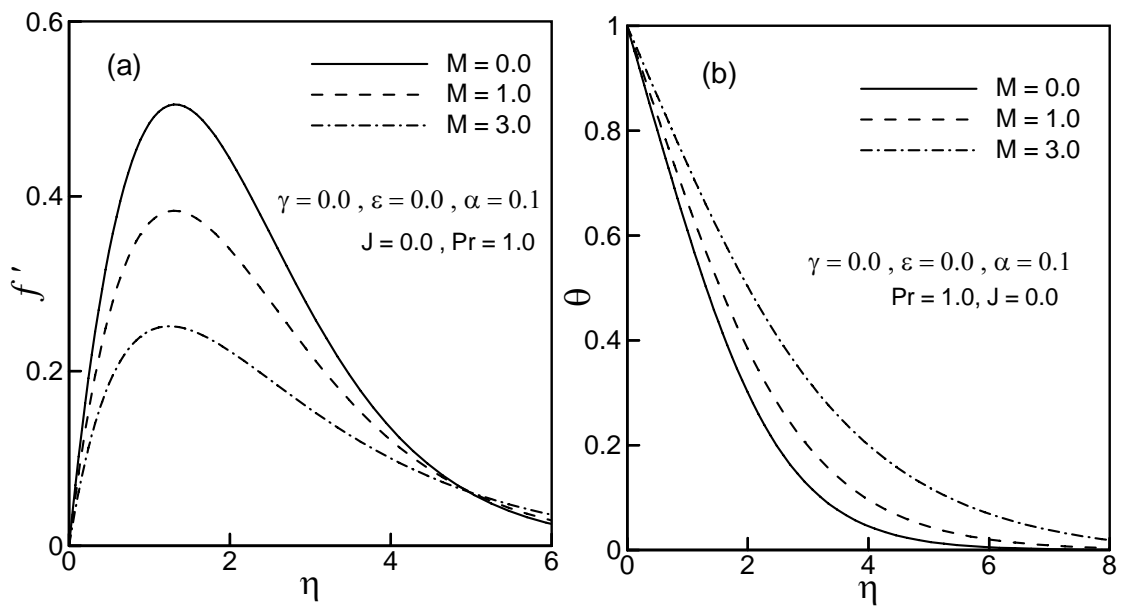 0.6
0.4
0.2
0
0
2
4
6
f ′
η
(a)
M = 0.0
M = 1.0
M = 3.0
γ = 0.0 , ε = 0.0 , α = 0.1
J = 0.0 , Pr = 1.0
1
0.8
0.6
0.4
0.2
0
0
2
4
6
8
θ
η
(b)
M = 0.0
M = 1.0
M = 3.0
γ = 0.0 , ε = 0.0 , α = 0.1
Pr = 1.0, J = 0.0